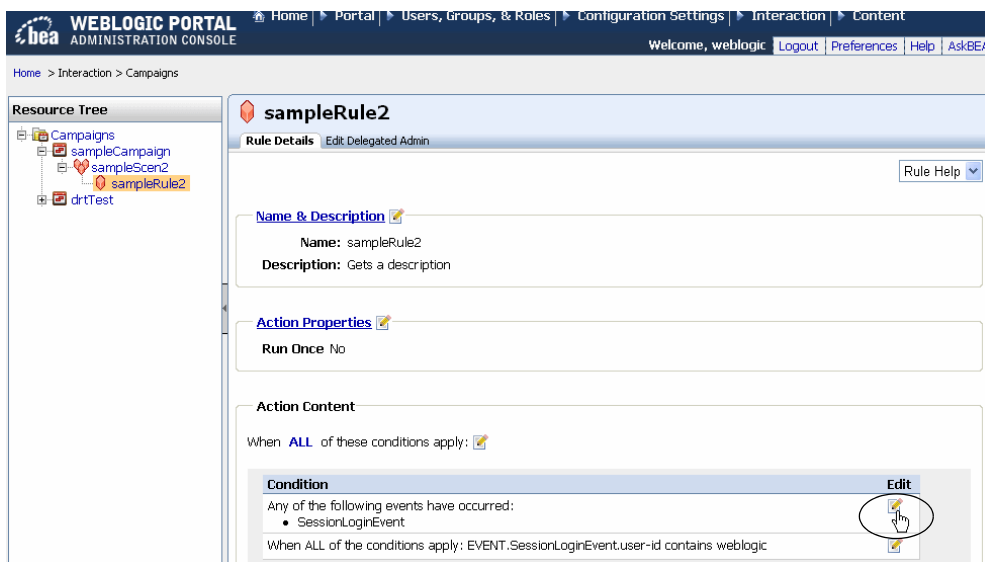 bea WEBLOGIC PORTAL
ADMINISTRATION CONSOLE
Home | Portal | Users, Groups, & Roles | Configuration Settings | Interaction | Content
Welcome, weblogic Logout | Preferences | Help | AskBEA
Home > Interaction > Campaigns
Resource Tree
Campaigns
sampleCampaign
sampleScen2
sampleRule2
drtTest
sampleRule2
Rule Details Edit Delegated Admin
Rule Help
Name & Description
Name: sampleRule2
Description: Gets a description
Action Properties
Run Once No
Action Content
When ALL of these conditions apply:
Condition Edit
Any of the following events have occurred:
• SessionLoginEvent
When ALL of the conditions apply: EVENT.SessionLoginEvent.user-id contains weblogic